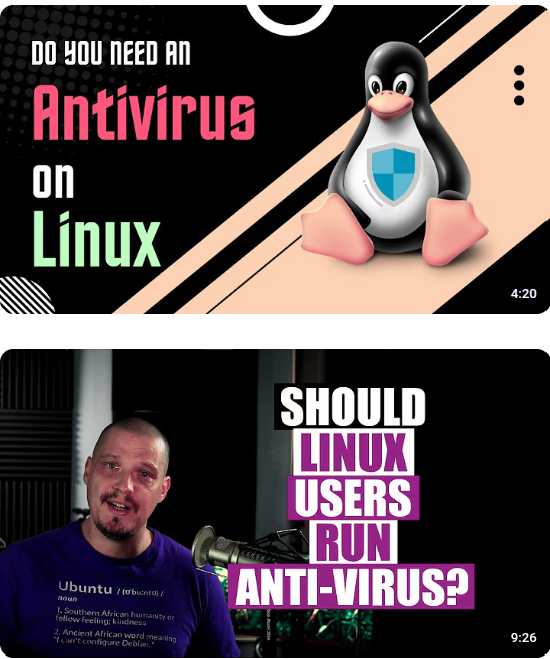 DO YOU NEED AN
Antivirus
on
Linux
4:20
SHOULD
LINUX
USERS
RUN
ANTI-VIRUS?
Ubuntu / (ʊˈbʊntʊ) /
noun
1. Southern African humanity or
fellow feeling; kindness
2. Ancient African word meaning
"I can't configure Debian."
9:26